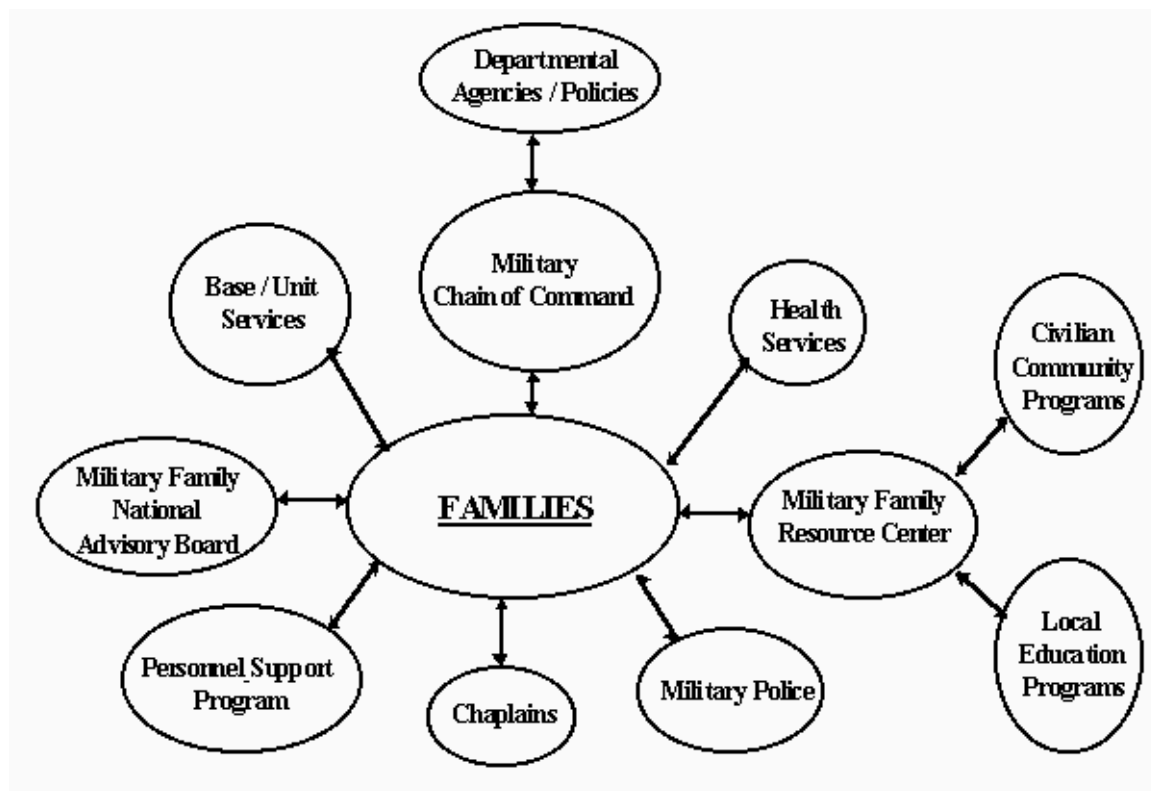 Departmental
Agencies / Policies
Military
Chain of Command
Base / Unit
Services
Health
Services
Civilian
Community
Programs
Military Family
National
Advisory Board
FAMILIES
Military Family
Resource Center
Personnel Support
Program
Chaplains
Military Police
Local
Education
Programs